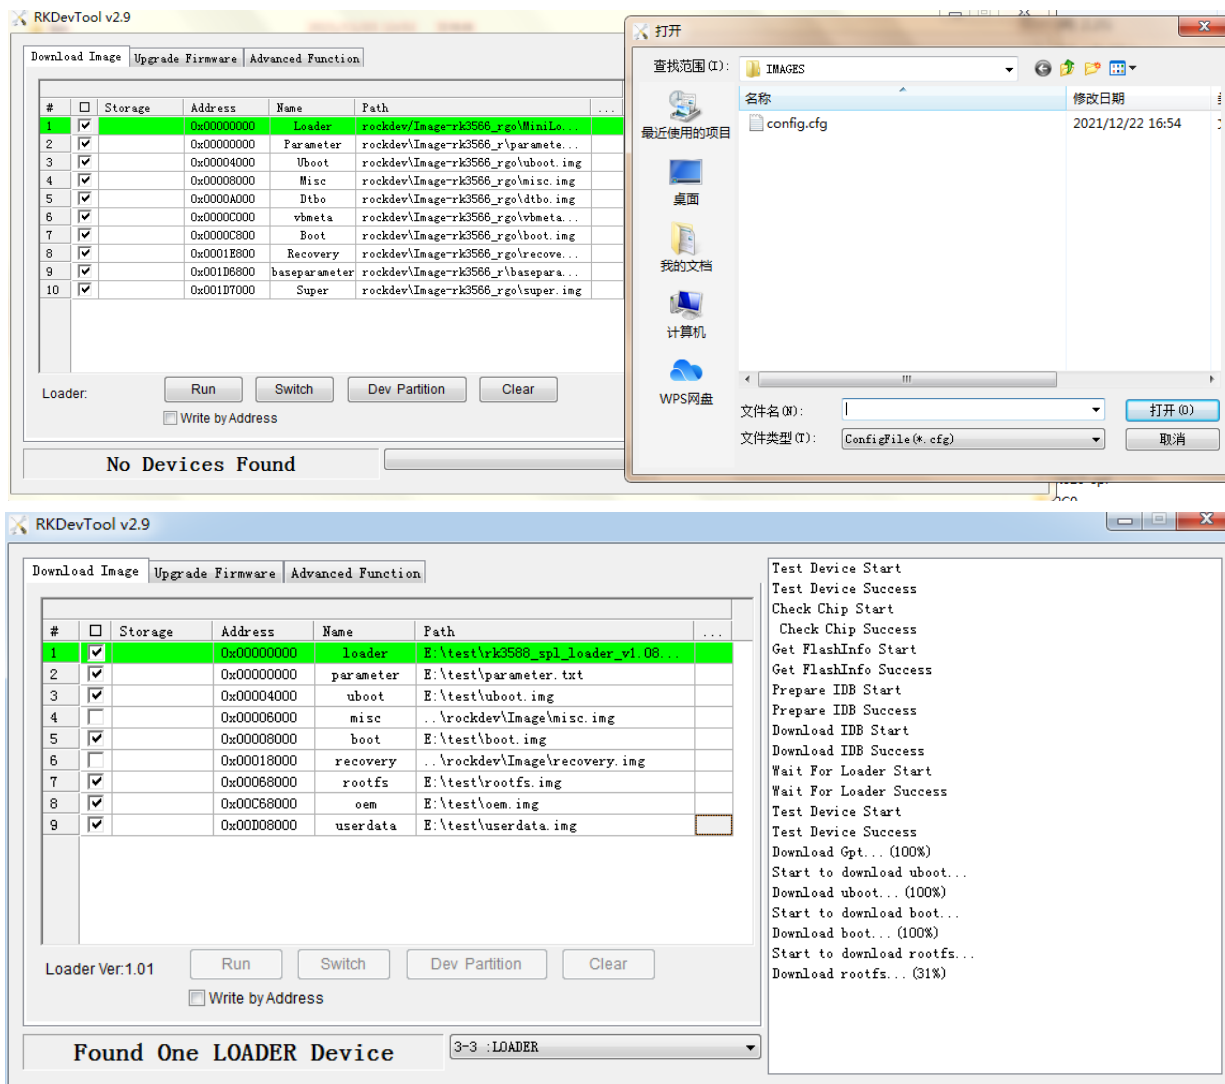 RKDevTool v2.9
Download Image Upgrade Firmware Advanced Function
# Storage Address Name Path ...
1 0x00000000 Loader rockdev/Image-rk3566_rgo\MiniLo...
2 0x00000000 Parameter rockdev\Image-rk3566_r\paramete...
3 0x00004000 Uboot rockdev\Image-rk3566_rgo\uboot.img
4 0x00008000 Misc rockdev\Image-rk3566_rgo\misc.img
5 0x0000A000 Dtbo rockdev\Image-rk3566_rgo\dtbo.img
6 0x0000C000 vbmeta rockdev\Image-rk3566_rgo\vbmeta...
7 0x0000C800 Boot rockdev\Image-rk3566_rgo\boot.img
8 0x0001E800 Recovery rockdev\Image-rk3566_rgo\recove...
9 0x001D6800 baseparameter rockdev\Image-rk3566_r\basepara...
10 0x001D7000 Super rockdev\Image-rk3566_rgo\super.img
Loader:
Run Switch Dev Partition Clear
Write by Address
No Devices Found
打开
查找范围(I): IMAGES
名称 修改日期
config.cfg 2021/12/22 16:54
最近使用的项目
桌面
我的文档
计算机
WPS网盘
文件名(N): 打开(O)
文件类型(T): ConfigFile(*.cfg) 取消
RKDevTool v2.9
Download Image Upgrade Firmware Advanced Function
# Storage Address Name Path ...
1 0x00000000 loader E:\test\rk3588_spl_loader_v1.08...
2 0x00000000 parameter E:\test\parameter.txt
3 0x00004000 uboot E:\test\uboot.img
4 0x00006000 misc ..\rockdev\Image\misc.img
5 0x00008000 boot E:\test\boot.img
6 0x00018000 recovery ..\rockdev\Image\recovery.img
7 0x00068000 rootfs E:\test\rootfs.img
8 0x00C68000 oem E:\test\oem.img
9 0x00D08000 userdata E:\test\userdata.img
Loader Ver:1.01
Run Switch Dev Partition Clear
Write by Address
Found One LOADER Device
3-3 :LOADER
Test Device Start
Test Device Success
Check Chip Start
Check Chip Success
Get FlashInfo Start
Get FlashInfo Success
Prepare IDB Start
Prepare IDB Success
Download IDB Start
Download IDB Success
Wait For Loader Start
Wait For Loader Success
Test Device Start
Test Device Success
Download Gpt... (100%)
Start to download uboot...
Download uboot... (100%)
Start to download boot...
Download boot... (100%)
Start to download rootfs...
Download rootfs... (31%)